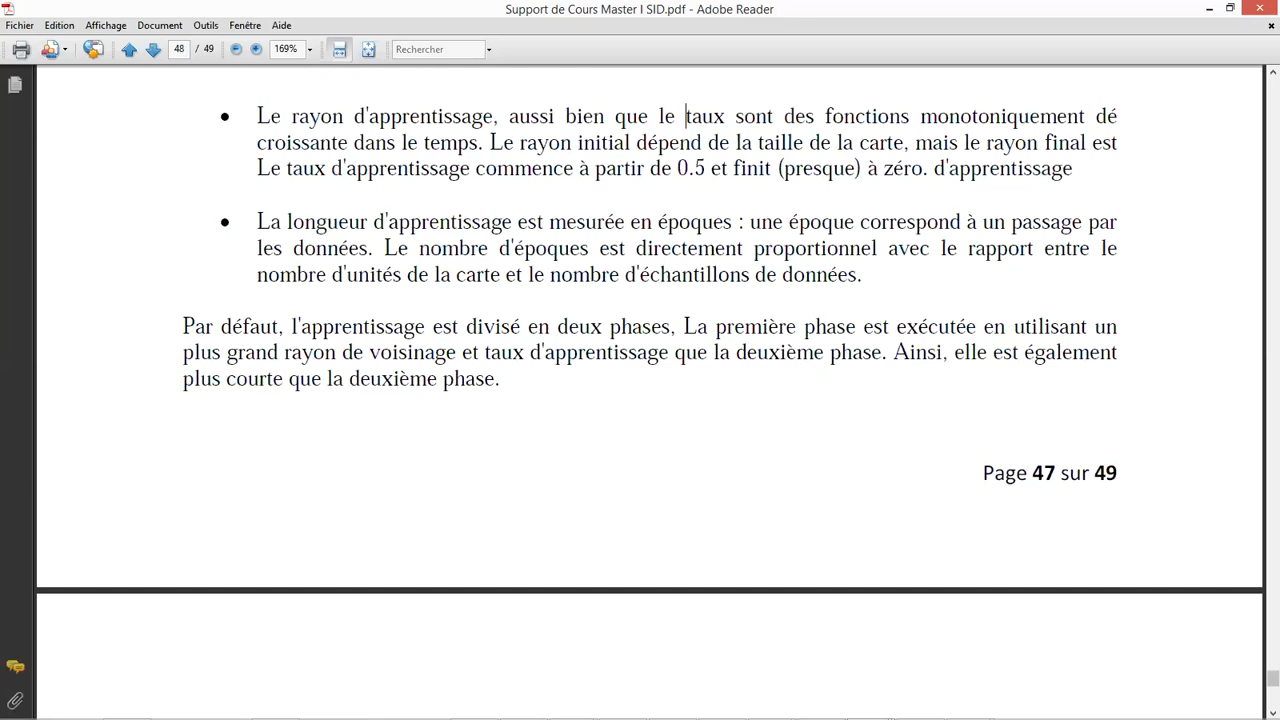 Support de Cours Master I SID.pdf - Adobe Reader
Fichier Edition Affichage Document Outils Fenêtre Aide
48 / 49 169% Rechercher
• Le rayon d'apprentissage, aussi bien que le taux sont des fonctions monotoniquement dé
croissante dans le temps. Le rayon initial dépend de la taille de la carte, mais le rayon final est
Le taux d'apprentissage commence à partir de 0.5 et finit (presque) à zéro. d'apprentissage
• La longueur d'apprentissage est mesurée en époques : une époque correspond à un passage par
les données. Le nombre d'époques est directement proportionnel avec le rapport entre le
nombre d'unités de la carte et le nombre d'échantillons de données.
Par défaut, l'apprentissage est divisé en deux phases, La première phase est exécutée en utilisant un
plus grand rayon de voisinage et taux d'apprentissage que la deuxième phase. Ainsi, elle est également
plus courte que la deuxième phase.
Page 47 sur 49